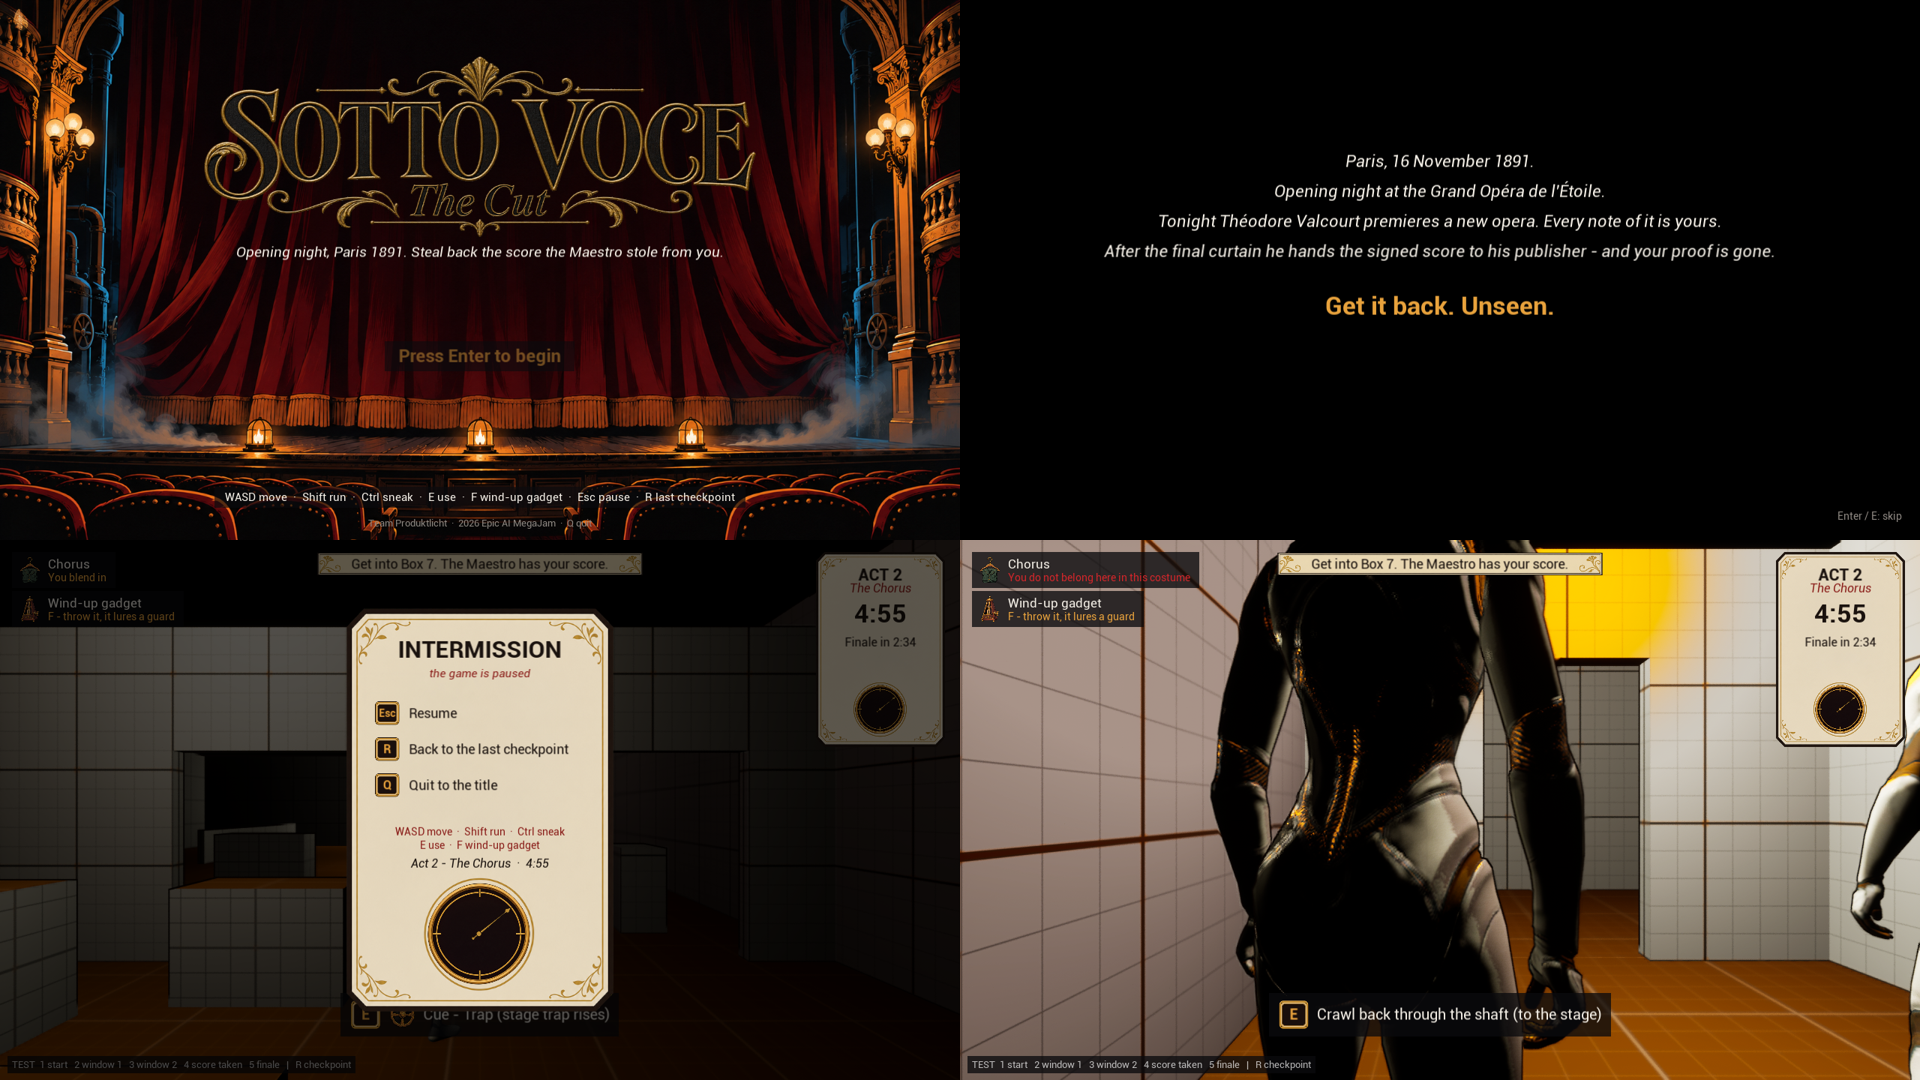 SOTTO VOCE
The Cut
Opening night, Paris 1891. Steal back the score the Maestro stole from you.
Press Enter to begin
WASD move · Shift run · Ctrl sneak · E use · F wind-up gadget · Esc pause · R last checkpoint
Team Produktlicht · 2026 Epic AI MegaJam · Q quit
Paris, 16 November 1891.
Opening night at the Grand Opéra de l'Étoile.
Tonight Théodore Valcourt premieres a new opera. Every note of it is yours.
After the final curtain he hands the signed score to his publisher - and your proof is gone.
Get it back. Unseen.
Enter / E: skip
Chorus
You blend in
Wind-up gadget
F - throw it, it lures a guard
Get into Box 7. The Maestro has your score.
ACT 2
The Chorus
4:55
Finale in 2:34
INTERMISSION
the game is paused
Esc Resume
R Back to the last checkpoint
Q Quit to the title
WASD move · Shift run · Ctrl sneak
E use · F wind-up gadget
Act 2 - The Chorus · 4:55
E Cue - Trap (stage trap rises)
TEST 1 start 2 window 1 3 window 2 4 score taken 5 finale | R checkpoint
Chorus
You do not belong here in this costume
Wind-up gadget
F - throw it, it lures a guard
Get into Box 7. The Maestro has your score.
ACT 2
The Chorus
4:55
Finale in 2:34
E Crawl back through the shaft (to the stage)
TEST 1 start 2 window 1 3 window 2 4 score taken 5 finale | R checkpoint